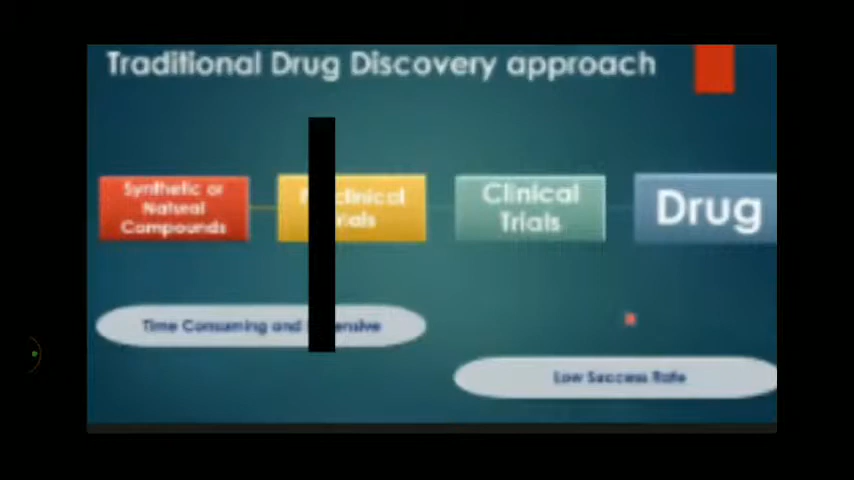 Traditional Drug Discovery approach
Synthetic or
Natural
Compounds
Clinical
Trials
Drug
Time Consuming and
Low Success Rate